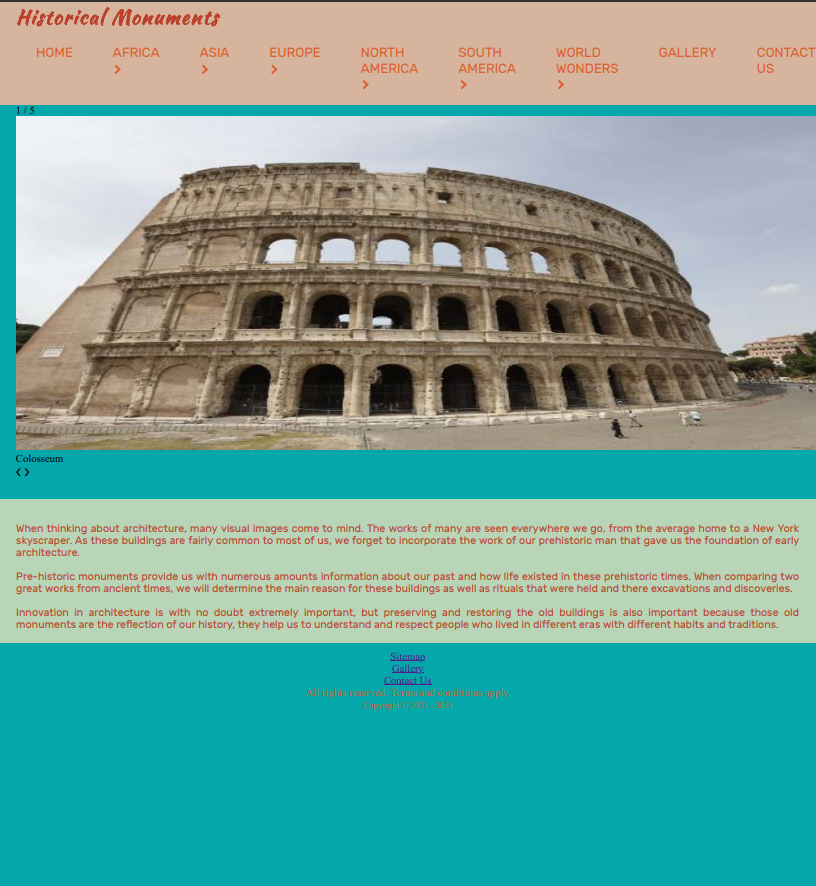 Historical Monuments
HOME
AFRICA
ASIA
EUROPE
NORTH
AMERICA
SOUTH
AMERICA
WORLD
WONDERS
GALLERY
CONTACT
US
1 / 5
Colosseum
When thinking about architecture, many visual images come to mind. The works of many are seen everywhere we go, from the average home to a New York
skyscraper. As these buildings are fairly common to most of us, we forget to incorporate the work of our prehistoric man that gave us the foundation of early
architecture.
Pre-historic monuments provide us with numerous amounts information about our past and how life existed in these prehistoric times. When comparing two
great works from ancient times, we will determine the main reason for these buildings as well as rituals that were held and there excavations and discoveries.
Innovation in architecture is with no doubt extremely important, but preserving and restoring the old buildings is also important because those old
monuments are the reflection of our history, they help us to understand and respect people who lived in different eras with different habits and traditions.
Sitemap
Gallery
Contact Us
All rights reserved. Terms and conditions apply.
Copyright © 2021 - 2021